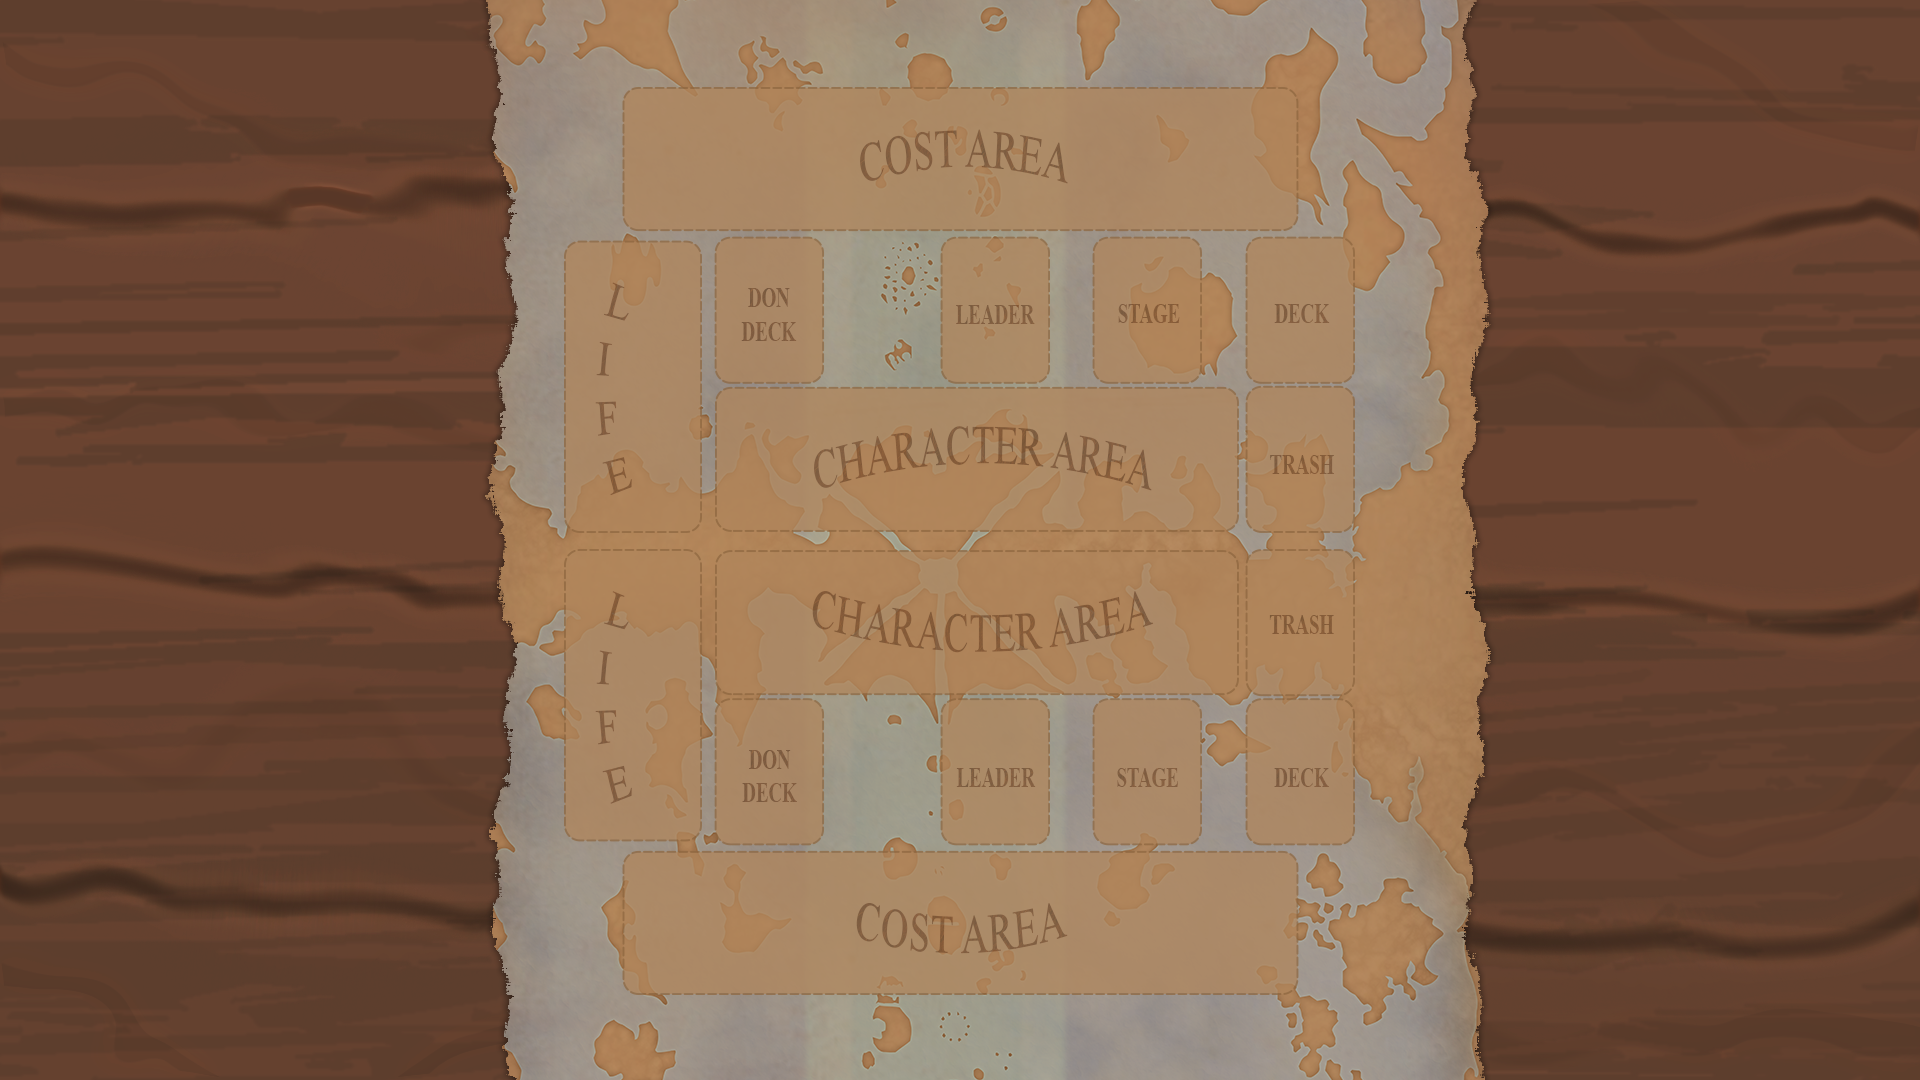 COST AREA
L
I
F
E
DON
DECK
LEADER
STAGE
DECK
CHARACTER AREA
TRASH
L
I
F
E
CHARACTER AREA
TRASH
DON
DECK
LEADER
STAGE
DECK
COST AREA